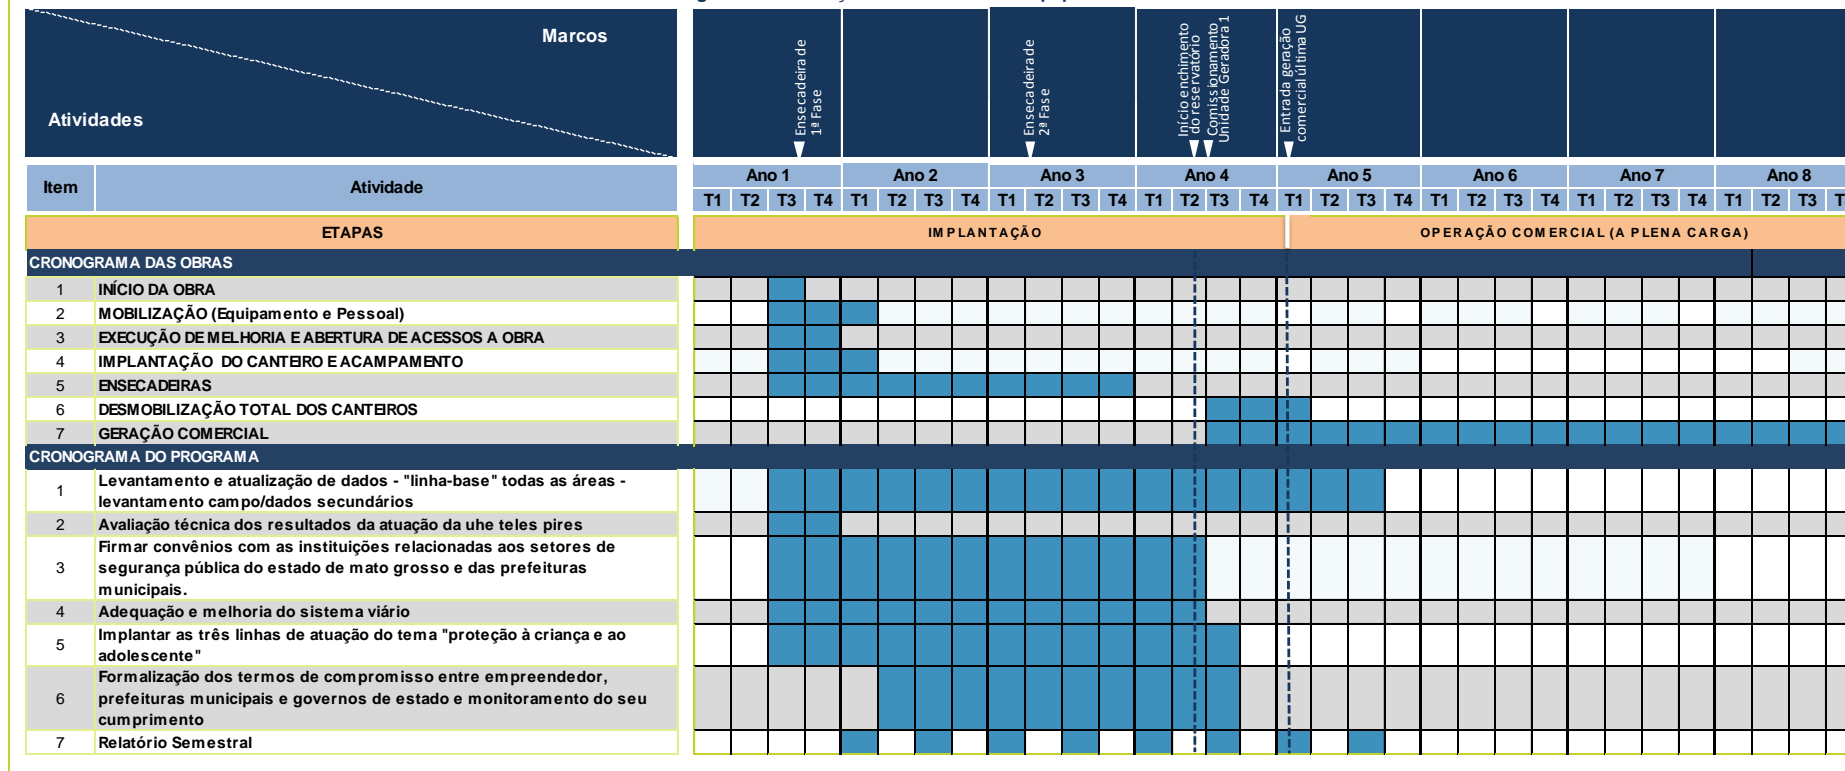 Marcos
Atividades
Ensecadeira de
1ª Fase
Ensecadeira de
2ª Fase
Início enchimento
do reservatório
Comissionamento
Unidade Geradora 1
Entrada geração
comercial última UG
Item
Atividade
Ano 1
Ano 2
Ano 3
Ano 4
Ano 5
Ano 6
Ano 7
Ano 8
T1 T2 T3 T4 T1 T2 T3 T4 T1 T2 T3 T4 T1 T2 T3 T4 T1 T2 T3 T4 T1 T2 T3 T4 T1 T2 T3 T4 T1 T2 T3
ETAPAS
IMPLANTAÇÃO
OPERAÇÃO COMERCIAL (A PLENA CARGA)
CRONOGRAMA DAS OBRAS
1 INÍCIO DA OBRA
2 MOBILIZAÇÃO (Equipamento e Pessoal)
3 EXECUÇÃO DE MELHORIA E ABERTURA DE ACESSOS A OBRA
4 IMPLANTAÇÃO DO CANTEIRO E ACAMPAMENTO
5 ENSECADEIRAS
6 DESMOBILIZAÇÃO TOTAL DOS CANTEIROS
7 GERAÇÃO COMERCIAL
CRONOGRAMA DO PROGRAMA
1 Levantamento e atualização de dados - "linha-base" todas as áreas -
levantamento campo/dados secundários
2 Avaliação técnica dos resultados da atuação da uhe teles pires
3 Firmar convênios com as instituições relacionadas aos setores de
segurança pública do estado de mato grosso e das prefeituras
municipais.
4 Adequação e melhoria do sistema viário
5 Implantar as três linhas de atuação do tema "proteção à criança e ao
adolescente"
6 Formalização dos termos de compromisso entre empreendedor,
prefeituras municipais e governos de estado e monitoramento do seu
cumprimento
7 Relatório Semestral